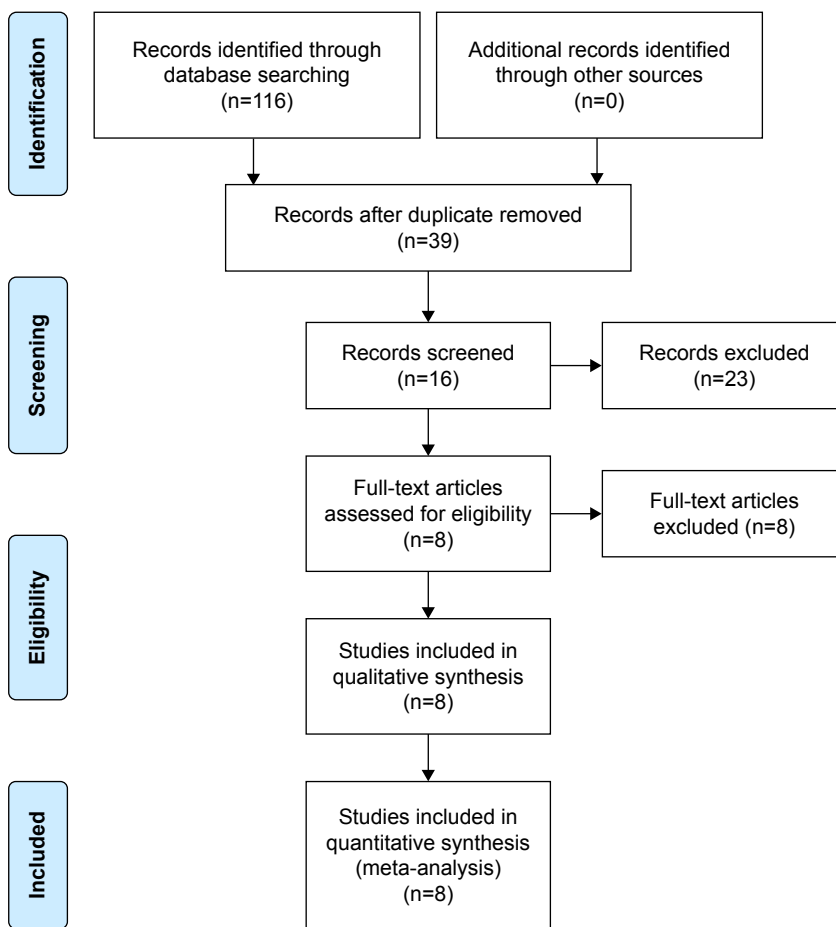 Identification
Records identified through
database searching
(n=116)
Additional records identified
through other sources
(n=0)
Records after duplicate removed
(n=39)
Screening
Records screened
(n=16)
Records excluded
(n=23)
Eligibility
Full-text articles
assessed for eligibility
(n=8)
Full-text articles
excluded (n=8)
Studies included in
qualitative synthesis
(n=8)
Included
Studies included in
quantitative synthesis
(meta-analysis)
(n=8)